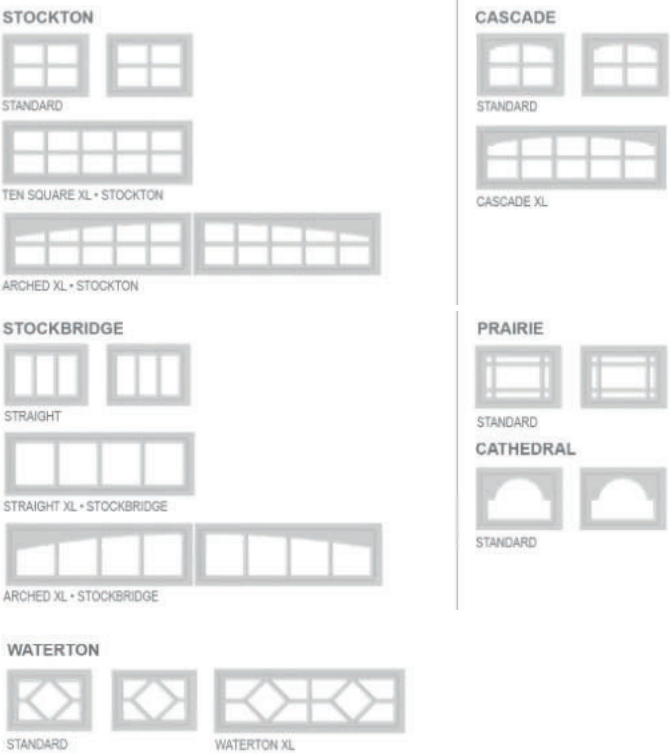 STOCKTON
STANDARD
TEN SQUARE XL • STOCKTON
ARCHED XL • STOCKTON
CASCADE
STANDARD
CASCADE XL
STOCKBRIDGE
STRAIGHT
STRAIGHT XL • STOCKBRIDGE
ARCHED XL • STOCKBRIDGE
PRAIRIE
STANDARD
CATHEDRAL
STANDARD
WATERTON
STANDARD
WATERTON XL